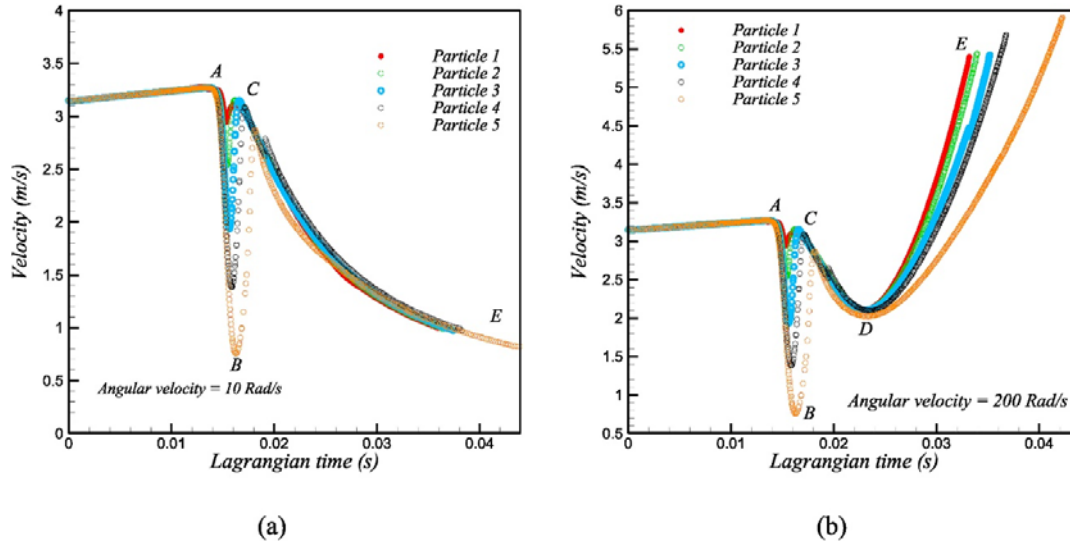 4
3.5
3
2.5
2
1.5
1
0.5
0
Velocity (m/s)
A
C
B
E
Particle 1
Particle 2
Particle 3
Particle 4
Particle 5
Angular velocity = 10 Rad/s
0 0.01 0.02 0.03 0.04
Lagrangian time (s)
(a)
6
5.5
5
4.5
4
3.5
3
2.5
2
1.5
1
0.5
0
Velocity (m/s)
Particle 1
Particle 2
Particle 3
Particle 4
Particle 5
E
A
C
D
B
Angular velocity = 200 Rad/s
0 0.01 0.02 0.03 0.04
Lagrangian time (s)
(b)